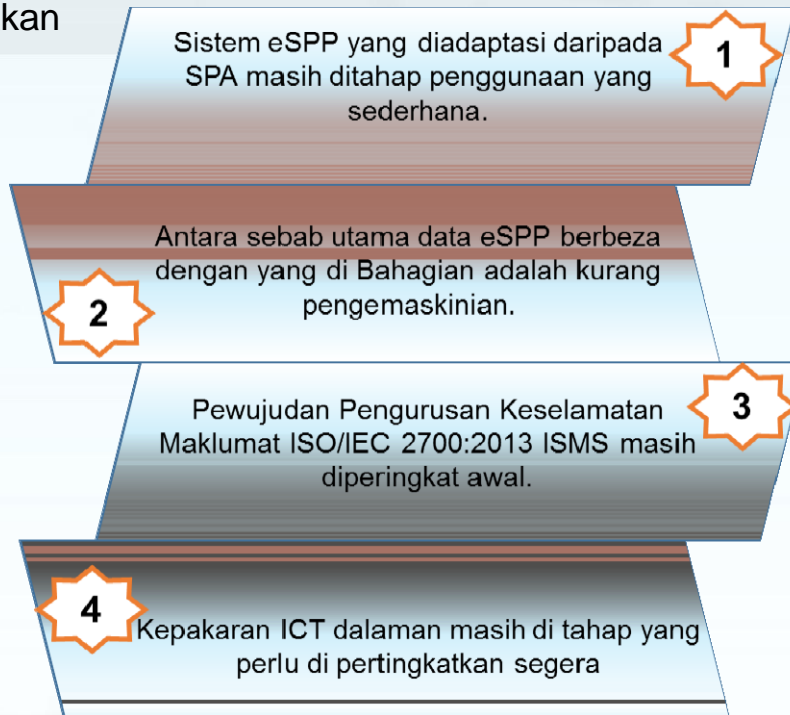 kan
Sistem eSPP yang diadaptasi daripada
SPA masih ditahap penggunaan yang
sederhana.
1
Antara sebab utama data eSPP berbeza
dengan yang di Bahagian adalah kurang
pengemaskinian.
2
Pewujudan Pengurusan Keselamatan
Maklumat ISO/IEC 2700:2013 ISMS masih
diperingkat awal.
3
4
Kepakaran ICT dalaman masih di tahap yang
perlu di pertingkatkan segera